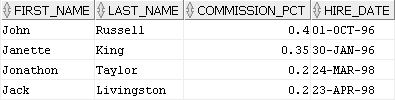 FIRST_NAME LAST_NAME COMMISSION_PCT HIRE_DATE
John Russell 0.4 01-OCT-96
Janette King 0.35 30-JAN-96
Jonathon Taylor 0.2 24-MAR-98
Jack Livingston 0.2 23-APR-98